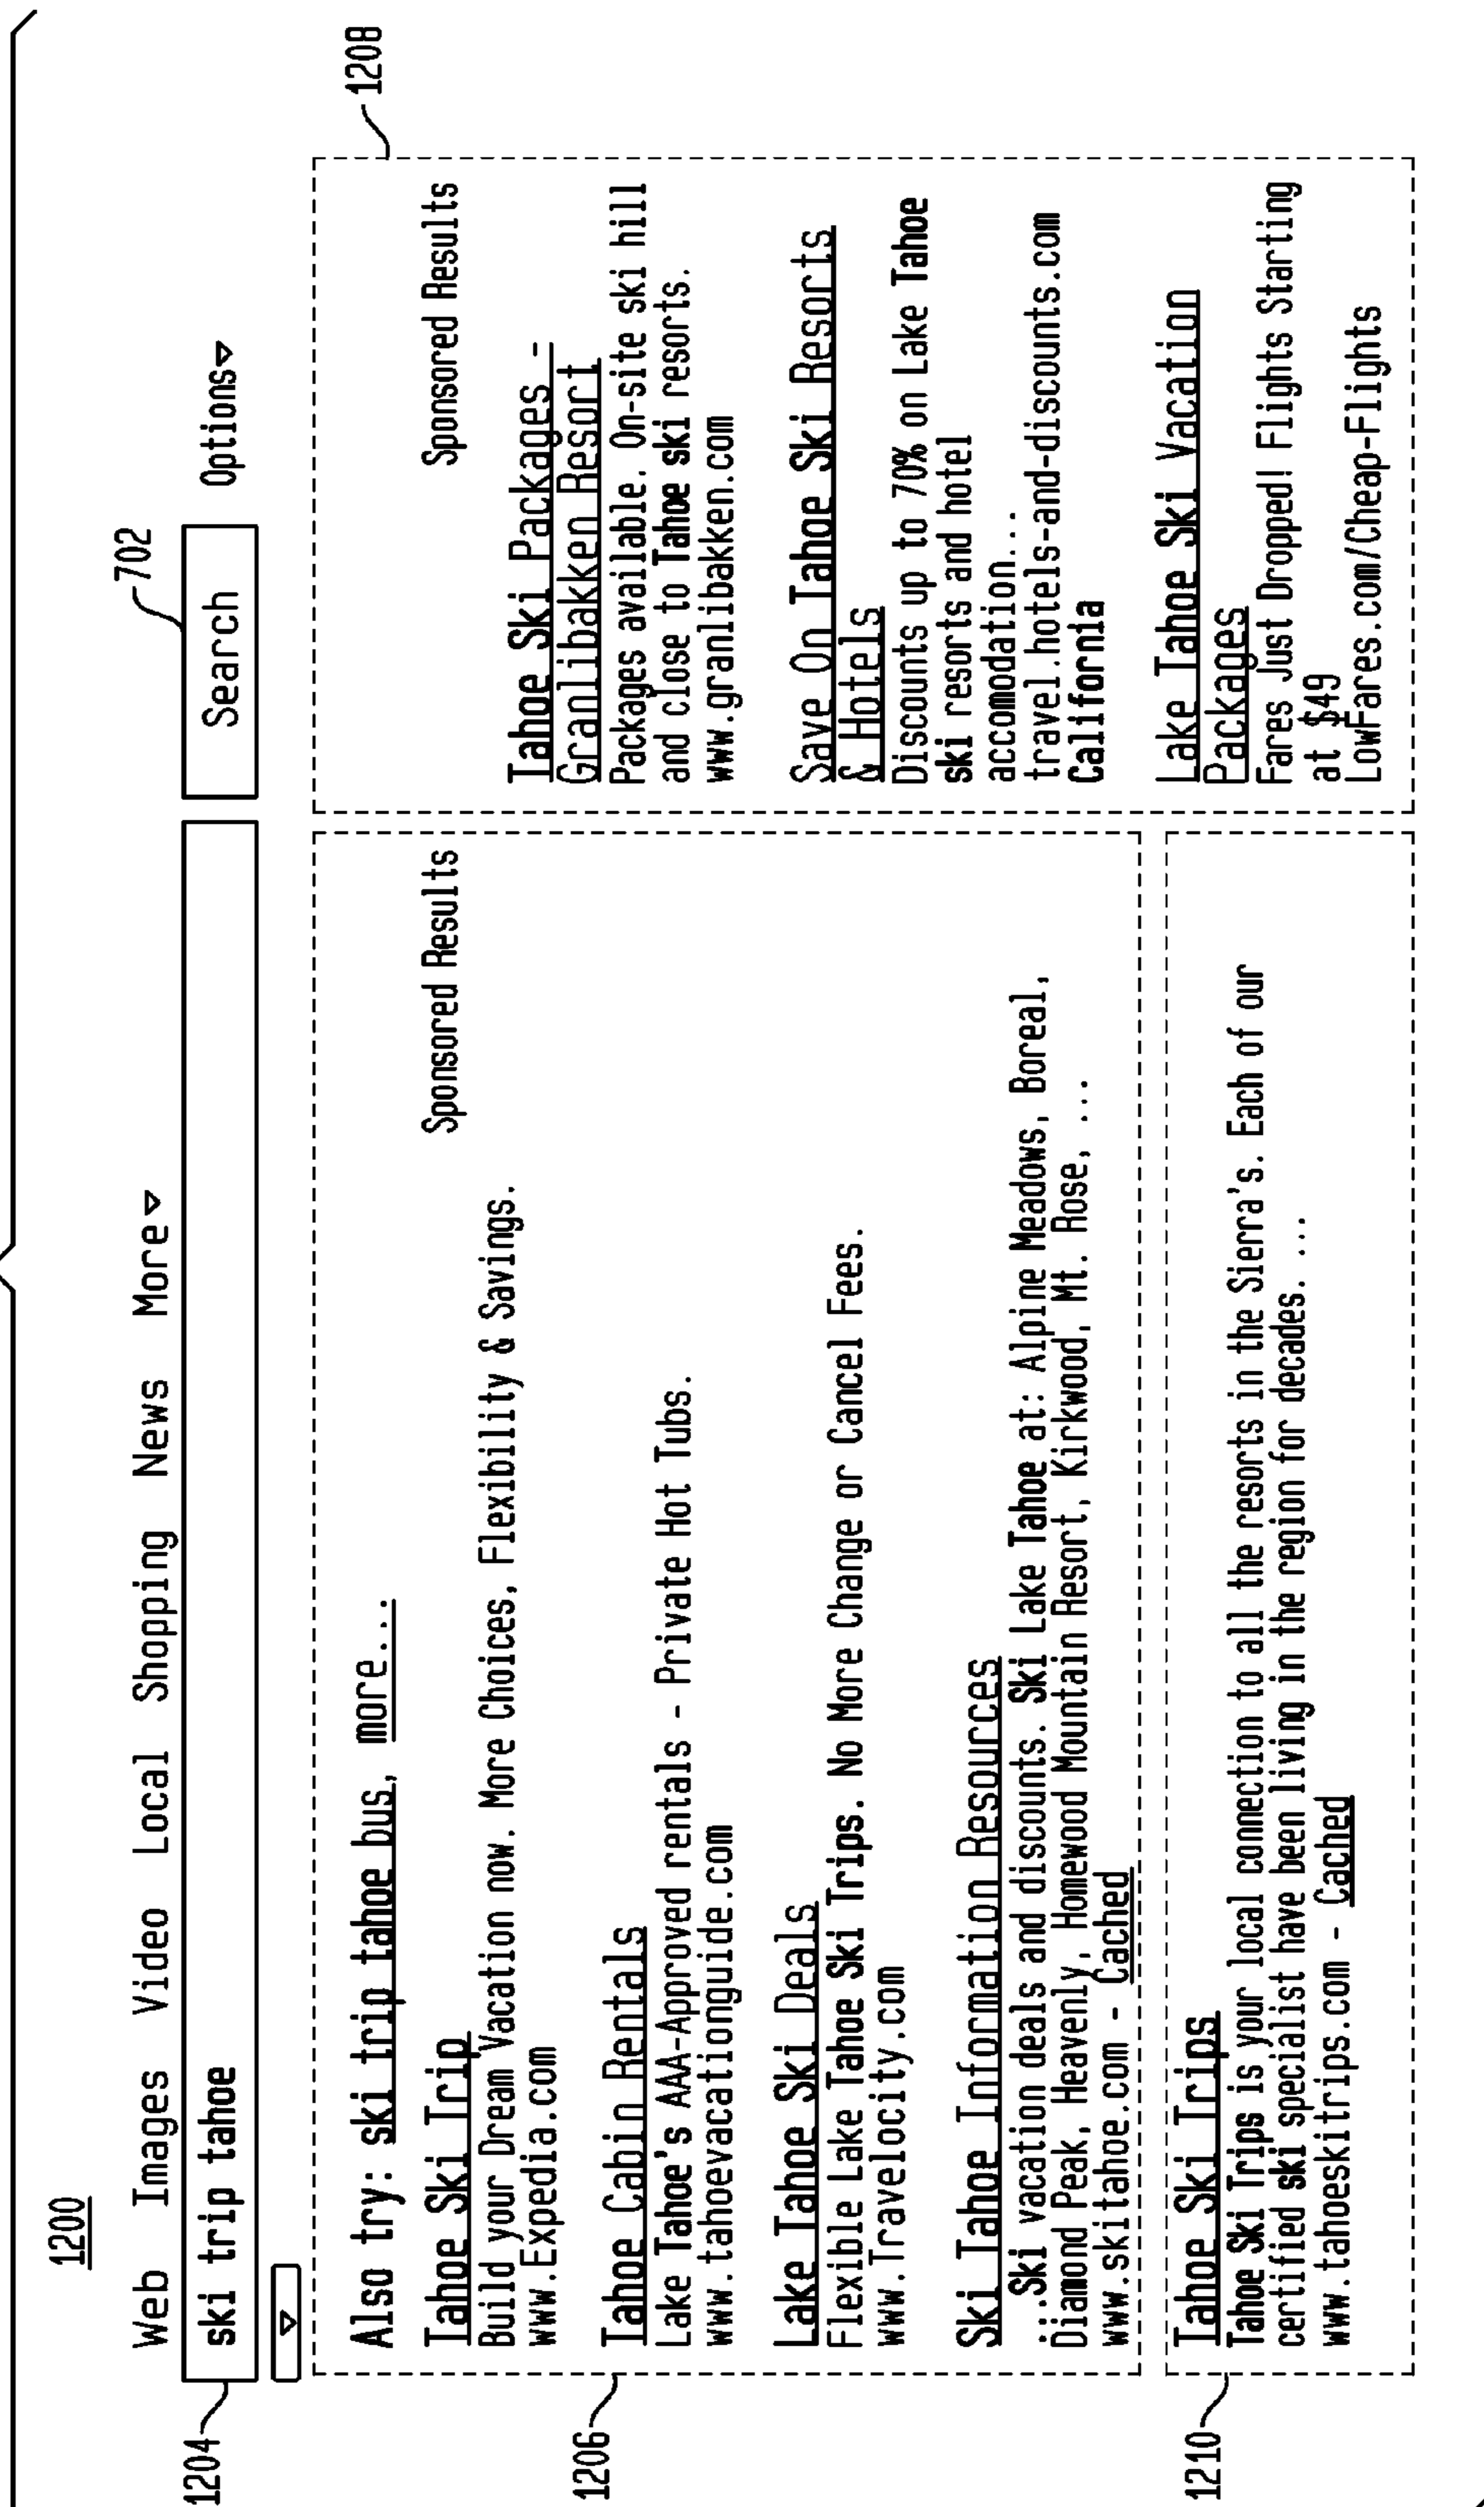 1200
Web Images Video Local Shopping News More
702
1204
ski trip tahoe
Search
Options
1206
Also try: ski trip tahoe bus, more...
Sponsored Results
Tahoe Ski Trip
Build your Dream Vacation now. More Choices, Flexibility & Savings.
www.Expedia.com
Tahoe Cabin Rentals
Lake Tahoe's AAA-Approved rentals - Private Hot Tubs.
www.tahoevacationguide.com
Lake Tahoe Ski Deals
Flexible Lake Tahoe Ski Trips. No More Change or Cancel Fees.
www.Travelocity.com
Ski Tahoe Information Resources
...Ski vacation deals and discounts. Ski Lake Tahoe at: Alpine Meadows, Boreal,
Diamond Peak, Heavenly, Homewood Mountain Resort, Kirkwood, Mt. Rose, ...
www.skitahoe.com - Cached
1210
Tahoe Ski Trips
Tahoe Ski Trips is your local connection to all the resorts in the Sierra's. Each of our
certified ski specialist have been living in the region for decades. ...
www.tahoeskitrips.com - Cached
1208
Sponsored Results
Tahoe Ski Packages -
Granlibakken Resort
Packages available. On-site ski hill
and close to Tahoe ski resorts.
www.granlibakken.com
Save On Tahoe Ski Resorts
& Hotels
Discounts up to 70% on Lake Tahoe
ski resorts and hotel
accomodation...
travel.hotels-and-discounts.com
California
Lake Tahoe Ski Vacation
Packages
Fares Just Dropped! Flights Starting
at $49
LowFares.com/Cheap-Flights